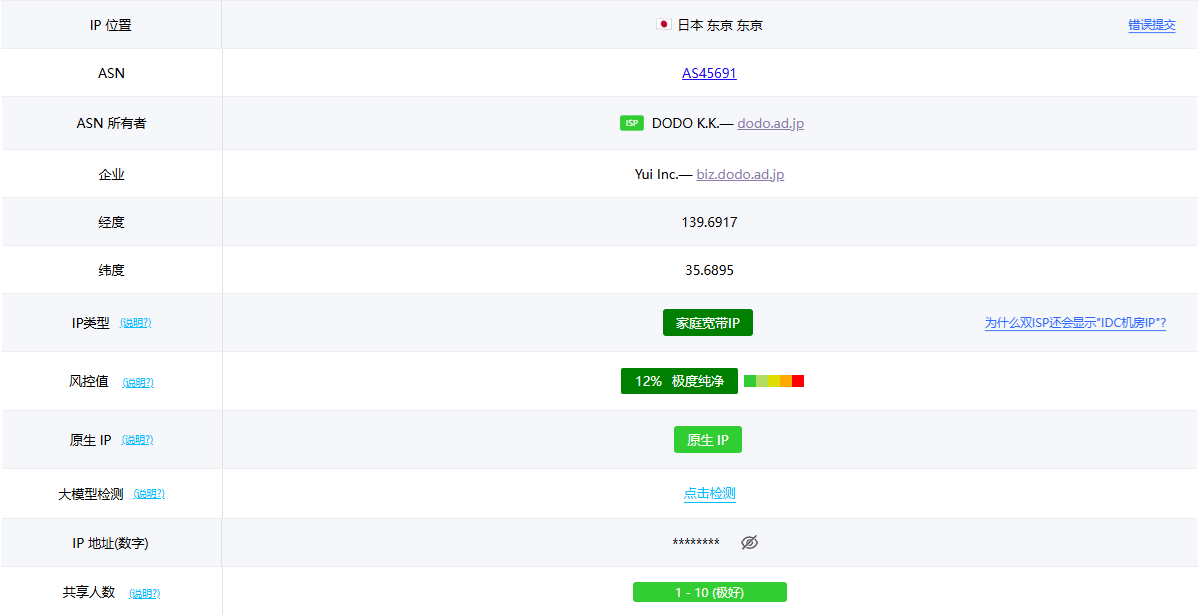 IP 位置 日本 东京 东京 错误提交
ASN AS45691
ASN 所有者 ISP DODO K.K.— dodo.ad.jp
企业 Yui Inc.— biz.dodo.ad.jp
经度 139.6917
纬度 35.6895
IP类型 (说明?) 家庭宽带IP 为什么双ISP还会显示"IDC机房IP"?
风控值 (说明?) 12% 极度纯净
原生 IP (说明?) 原生 IP
大模型检测 (说明?) 点击检测
IP 地址(数字) ********
共享人数 (说明?) 1 - 10 (极好)